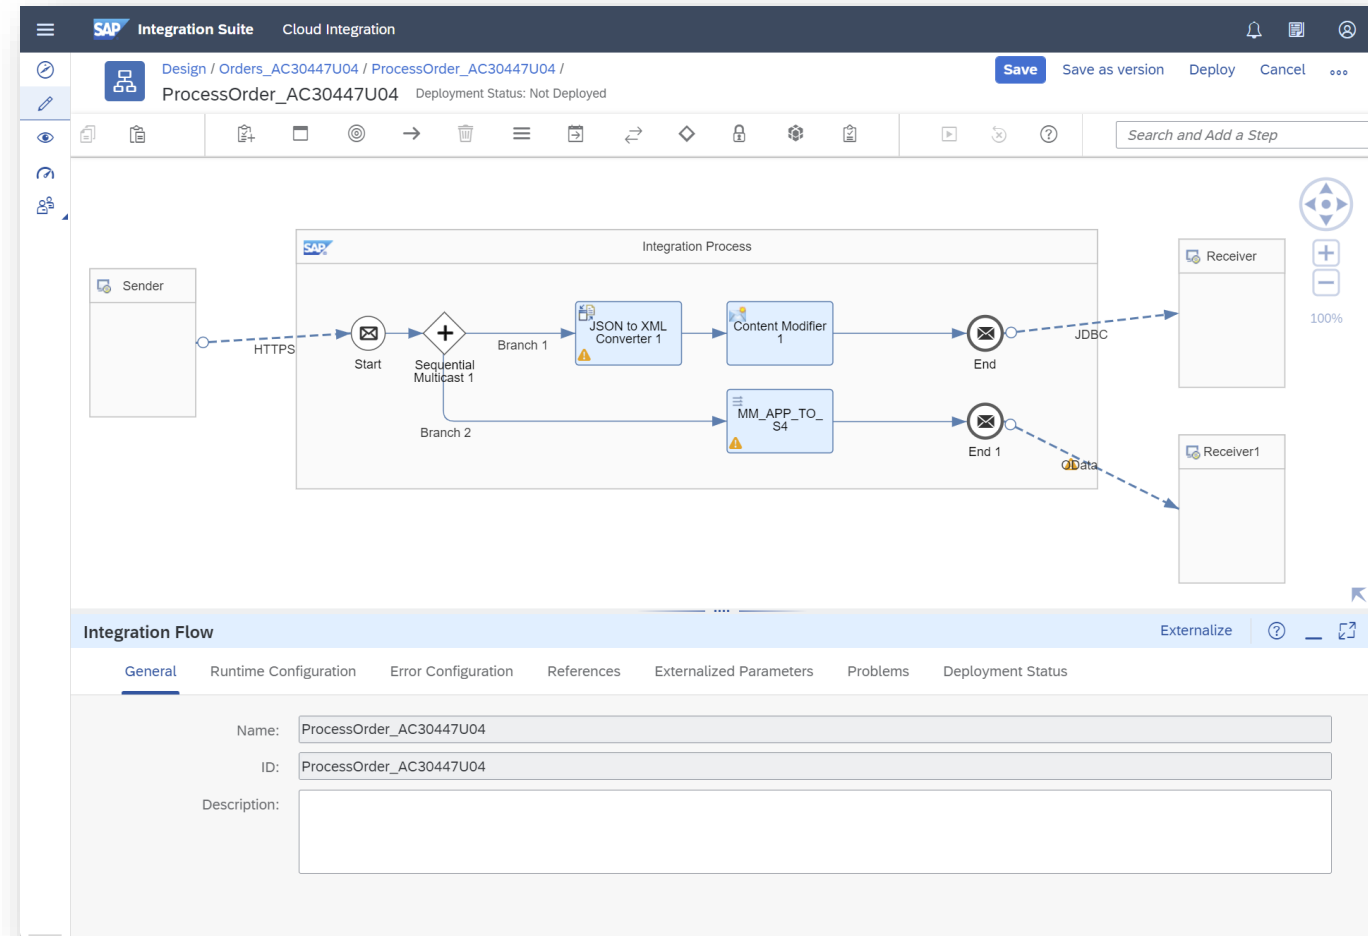 SAP Integration Suite Cloud Integration
Design / Orders_AC30447U04 / ProcessOrder_AC30447U04 /
Save Save as version Deploy Cancel
ProcessOrder_AC30447U04 Deployment Status: Not Deployed
Search and Add a Step
SAP Integration Process
Sender
Receiver
100%
HTTPS
Start
Sequential
Multicast 1
Branch 1
JSON to XML
Converter 1
Content Modifier
1
End
JDBC
Branch 2
MM_APP_TO_
S4
End 1
OData
Receiver1
Integration Flow
Externalize
General Runtime Configuration Error Configuration References Externalized Parameters Problems Deployment Status
Name: ProcessOrder_AC30447U04
ID: ProcessOrder_AC30447U04
Description: